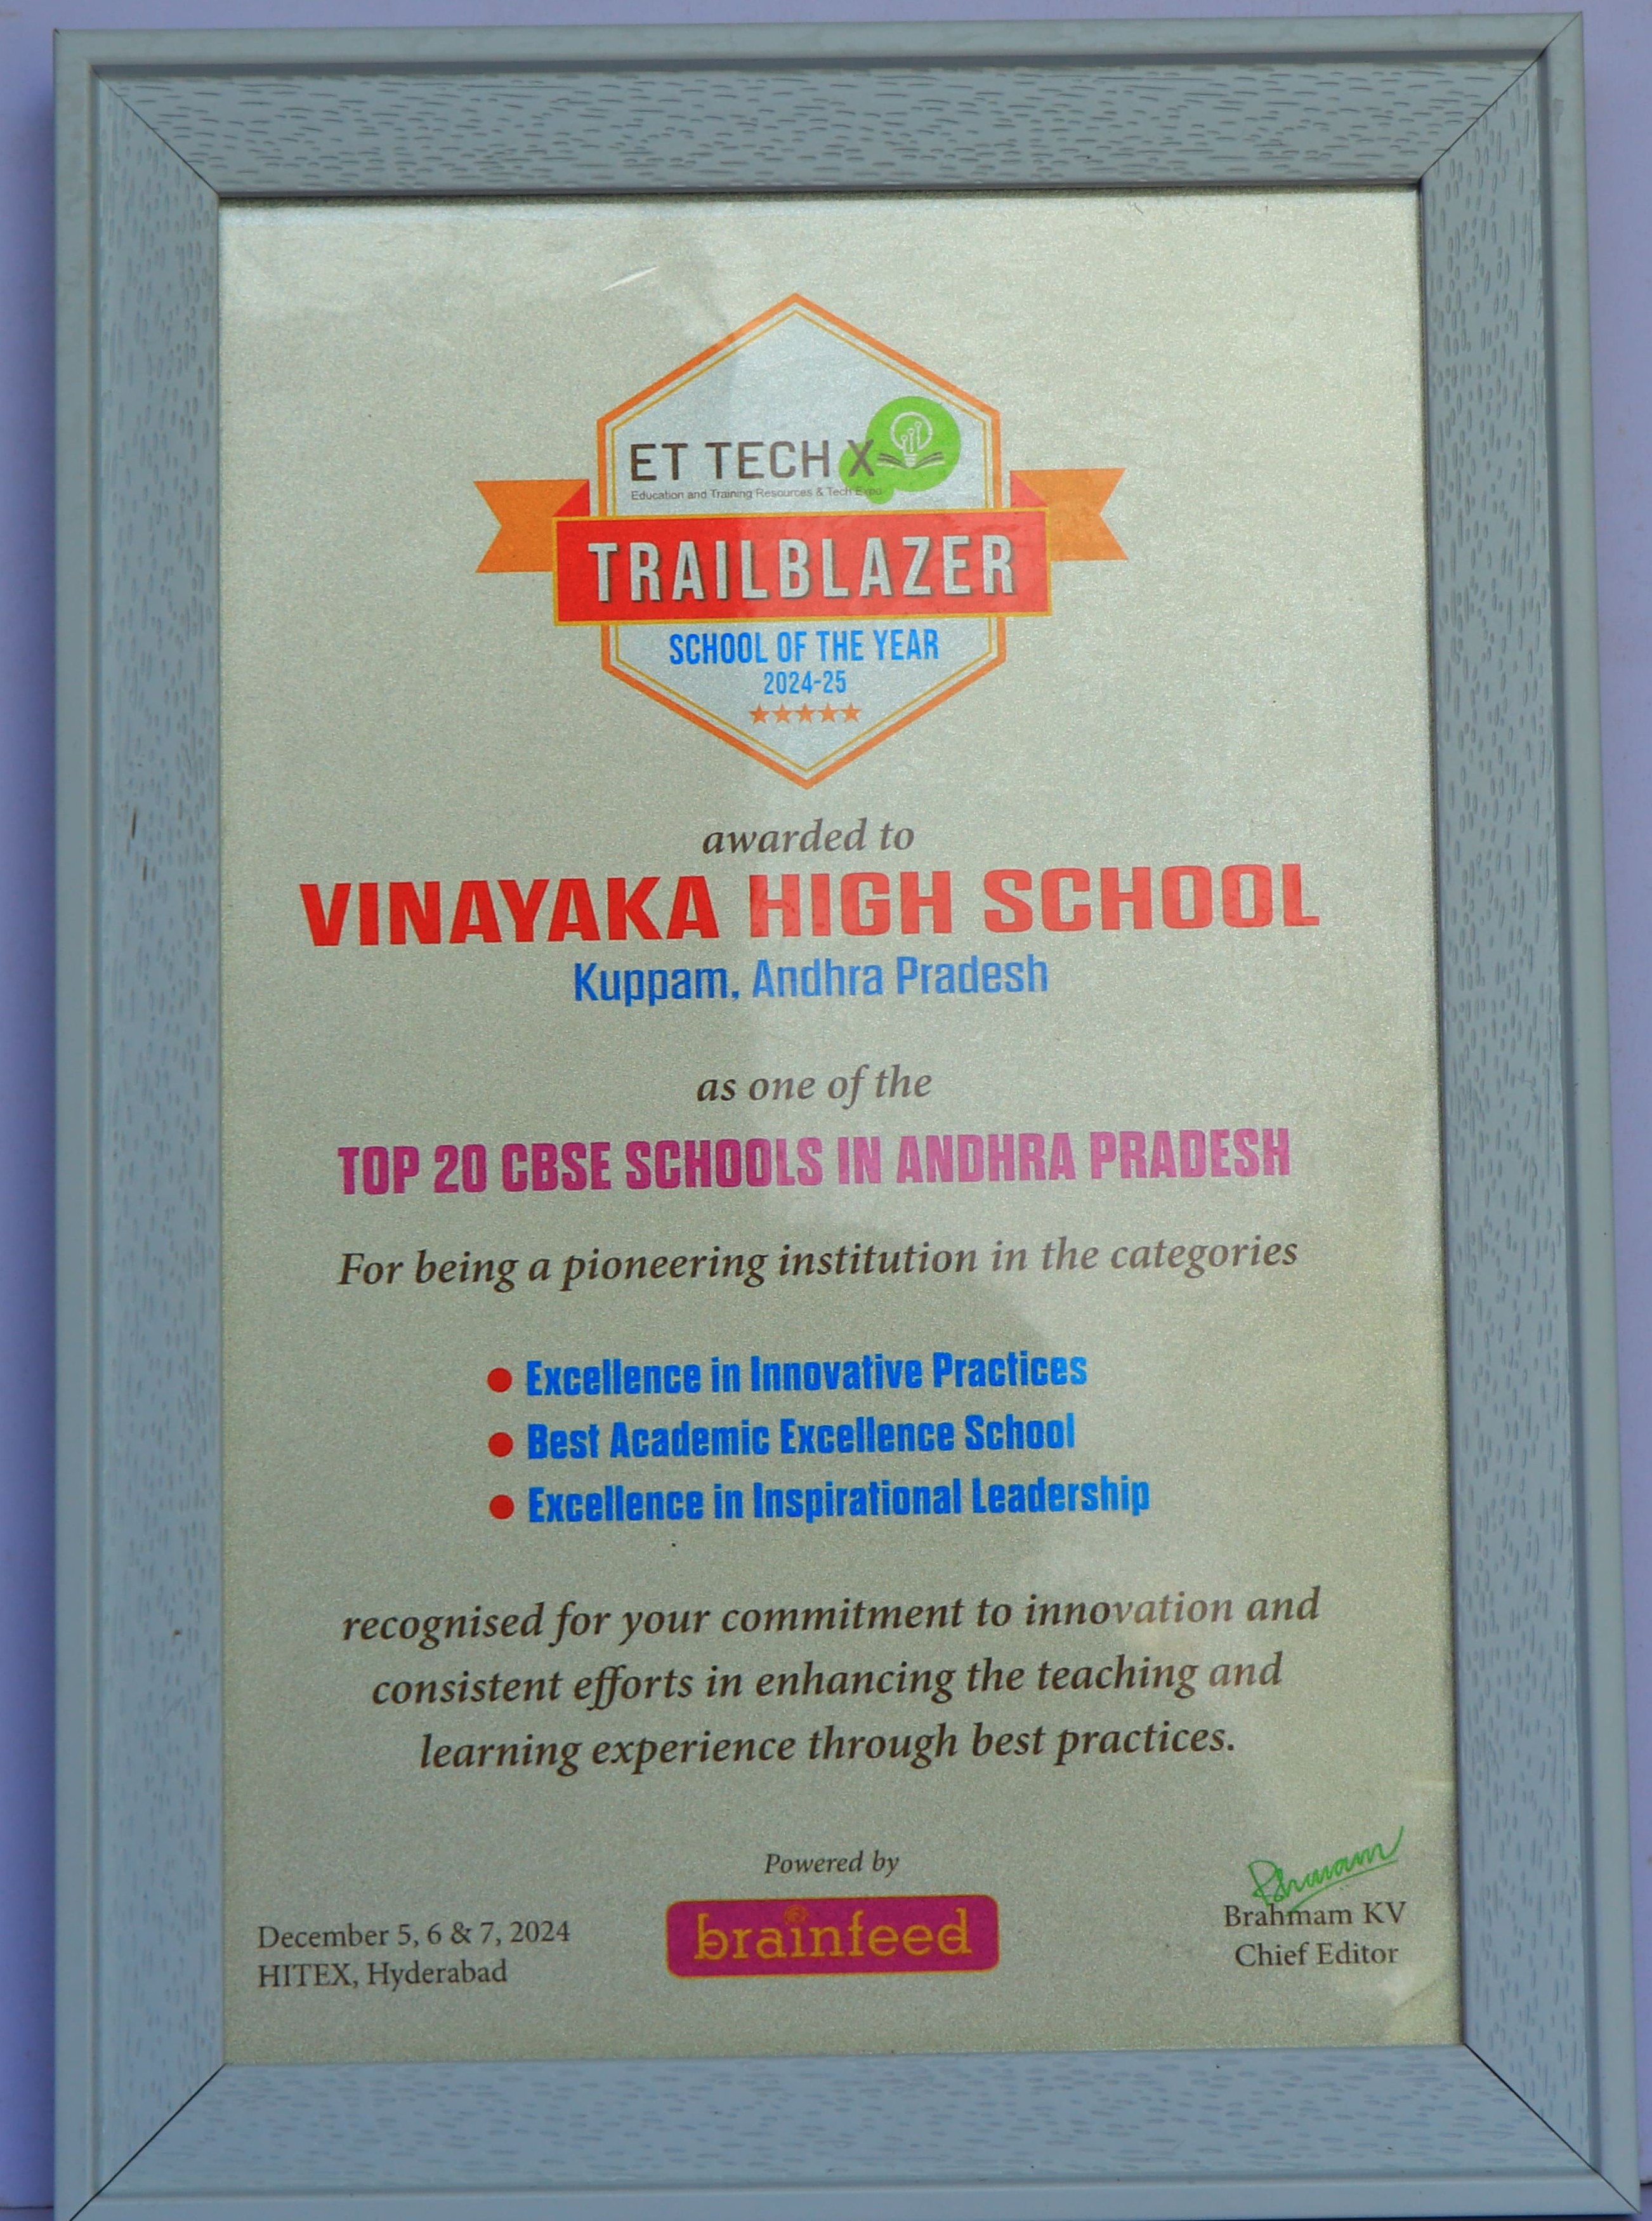 ET TECH X
Education and Training Resources & Tech Expo
TRAILBLAZER
SCHOOL OF THE YEAR
2024-25
awarded to
VINAYAKA HIGH SCHOOL
Kuppam, Andhra Pradesh
as one of the
TOP 20 CBSE SCHOOLS IN ANDHRA PRADESH
For being a pioneering institution in the categories
• Excellence in Innovative Practices
• Best Academic Excellence School
• Excellence in Inspirational Leadership
recognised for your commitment to innovation and
consistent efforts in enhancing the teaching and
learning experience through best practices.
December 5, 6 & 7, 2024
HITEX, Hyderabad
Powered by
brainfeed
Brahmam KV
Chief Editor